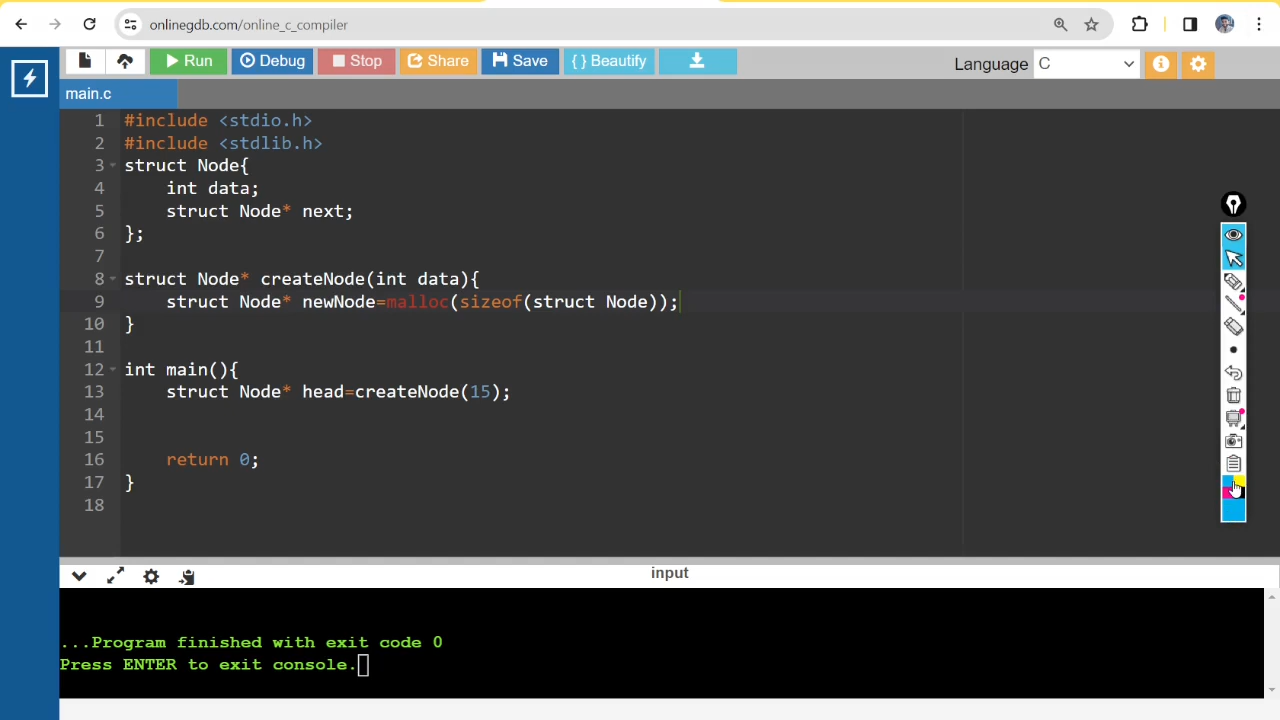 onlinegdb.com/online_c_compiler
Run Debug Stop Share Save { } Beautify Language C
main.c
1 #include <stdio.h>
2 #include <stdlib.h>
3 struct Node{
4     int data;
5     struct Node* next;
6 };
7
8 struct Node* createNode(int data){
9     struct Node* newNode=malloc(sizeof(struct Node));
10 }
11
12 int main(){
13     struct Node* head=createNode(15);
14
15
16     return 0;
17 }
18
input
...Program finished with exit code 0
Press ENTER to exit console.